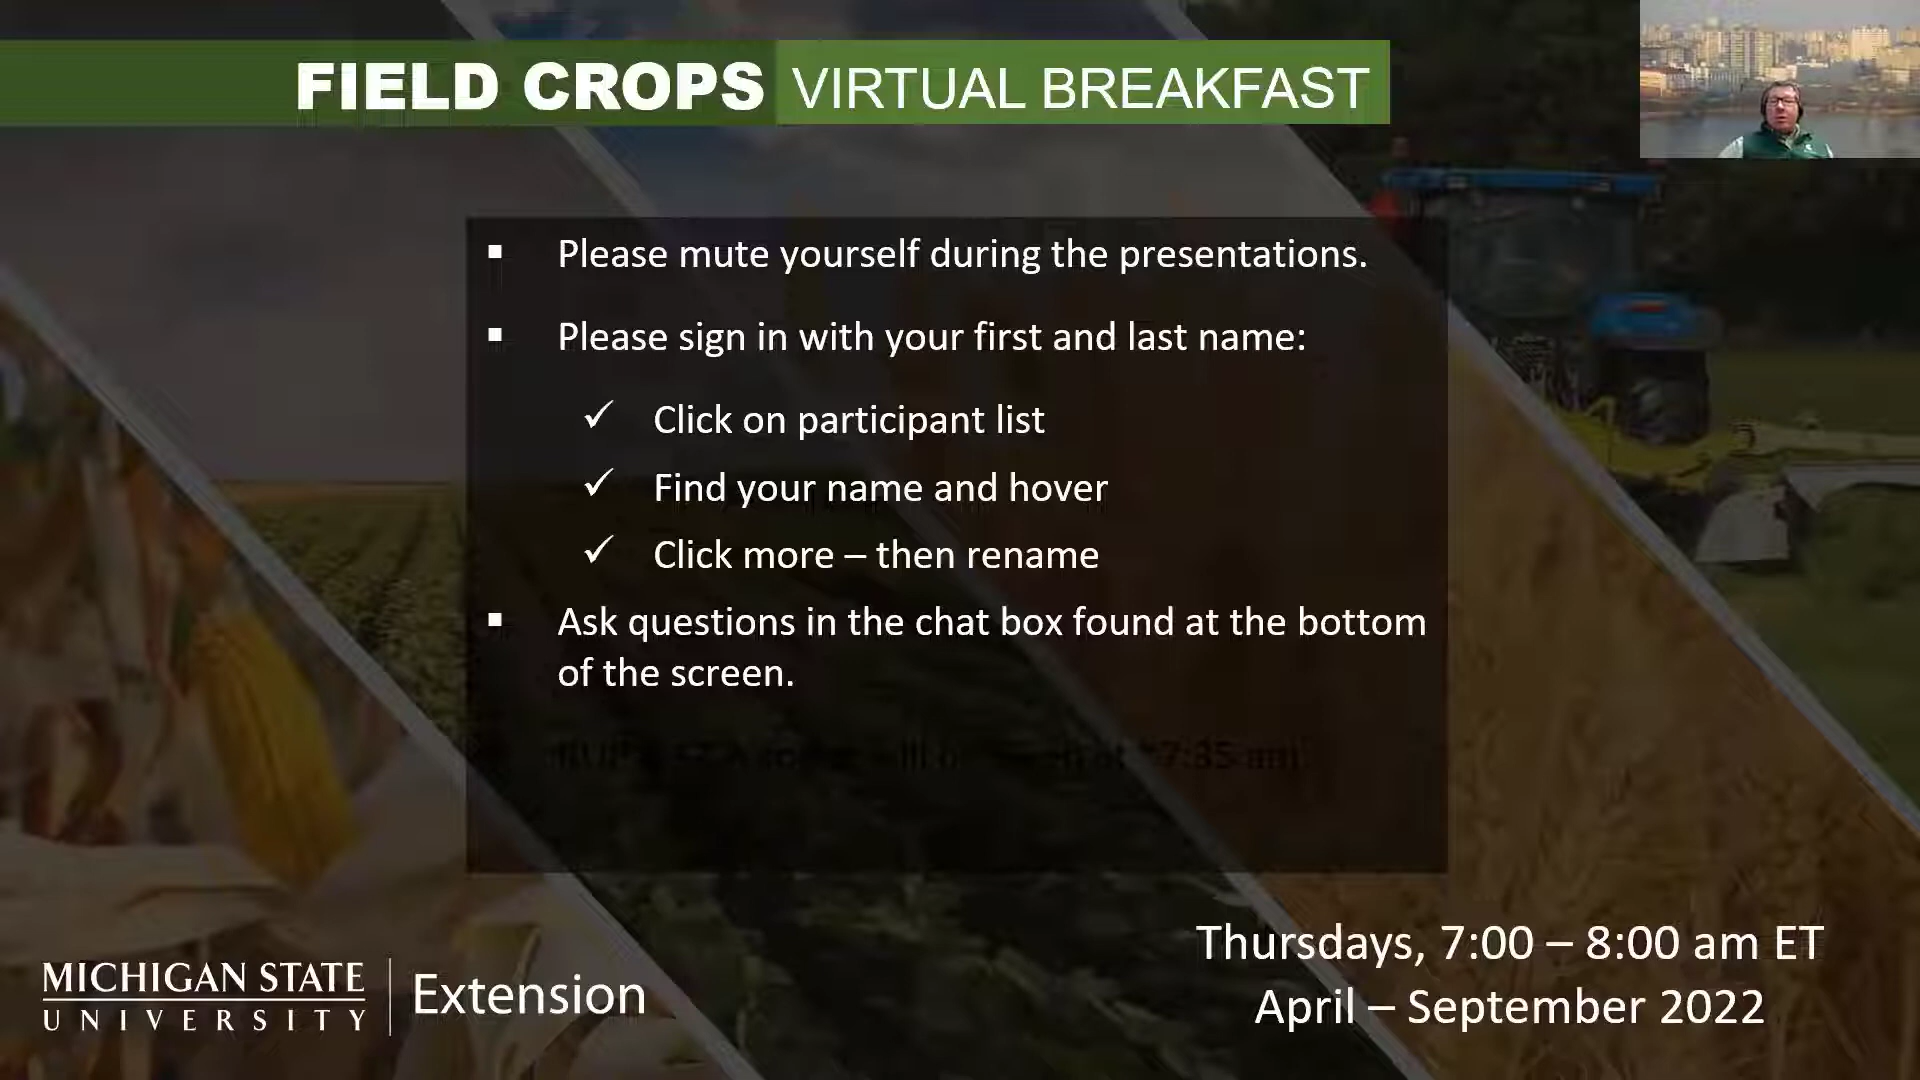 FIELD CROPS VIRTUAL BREAKFAST
▪ Please mute yourself during the presentations.
▪ Please sign in with your first and last name:
✓ Click on participant list
✓ Find your name and hover
✓ Click more – then rename
▪ Ask questions in the chat box found at the bottom
of the screen.
7:35 am
Thursdays, 7:00 – 8:00 am ET
April – September 2022
MICHIGAN STATE
UNIVERSITY
Extension